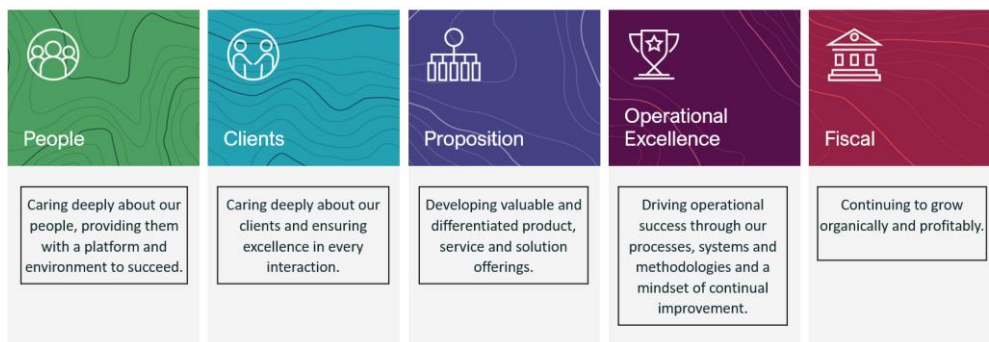 People
Caring deeply about our
people, providing them
with a platform and
environment to succeed.
Clients
Caring deeply about our
clients and ensuring
excellence in every
interaction.
Proposition
Developing valuable and
differentiated product,
service and solution
offerings.
Operational
Excellence
Driving operational
success through our
processes, systems and
methodologies and a
mindset of continual
improvement.
Fiscal
Continuing to grow
organically and profitably.